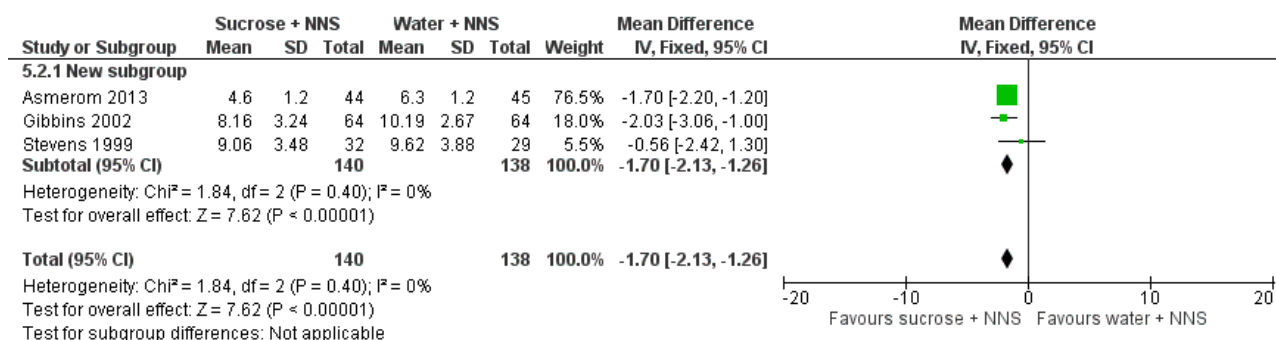 Sucrose + NNS Water + NNS Mean Difference Mean Difference
Study or Subgroup Mean SD Total Mean SD Total Weight IV, Fixed, 95% CI IV, Fixed, 95% CI
5.2.1 New subgroup
Asmerom 2013 4.6 1.2 44 6.3 1.2 45 76.5% -1.70 [-2.20, -1.20]
Gibbins 2002 8.16 3.24 64 10.19 2.67 64 18.0% -2.03 [-3.06, -1.00]
Stevens 1999 9.06 3.48 32 9.62 3.88 29 5.5% -0.56 [-2.42, 1.30]
Subtotal (95% CI) 140 138 100.0% -1.70 [-2.13, -1.26]
Heterogeneity: Chi² = 1.84, df = 2 (P = 0.40); I² = 0%
Test for overall effect: Z = 7.62 (P < 0.00001)
Total (95% CI) 140 138 100.0% -1.70 [-2.13, -1.26]
Heterogeneity: Chi² = 1.84, df = 2 (P = 0.40); I² = 0%
Test for overall effect: Z = 7.62 (P < 0.00001)
Test for subgroup differences: Not applicable
-20 -10 0 10 20
Favours sucrose + NNS Favours water + NNS